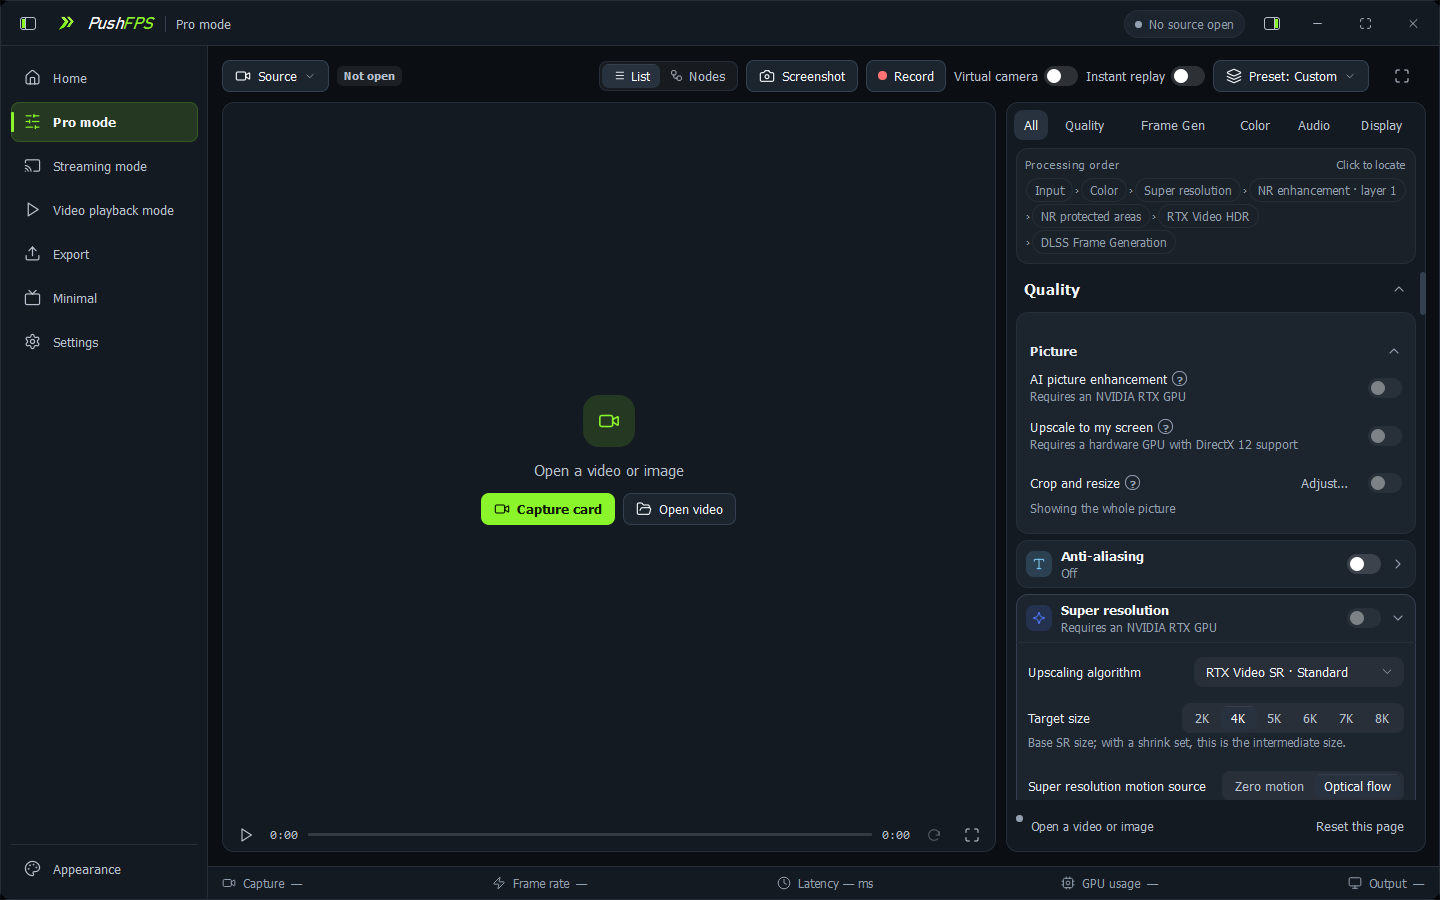 PushFPS Pro mode No source open
Home
Pro mode
Streaming mode
Video playback mode
Export
Minimal
Settings
Appearance
Source Not open List Nodes Screenshot Record Virtual camera Instant replay Preset: Custom
Open a video or image
Capture card Open video
0:00 0:00
All Quality Frame Gen Color Audio Display
Processing order Click to locate
Input › Color › Super resolution › NR enhancement · layer 1
› NR protected areas › RTX Video HDR
› DLSS Frame Generation
Quality
Picture
AI picture enhancement ?
Requires an NVIDIA RTX GPU
Upscale to my screen ?
Requires a hardware GPU with DirectX 12 support
Crop and resize ? Adjust...
Showing the whole picture
T Anti-aliasing
Off
Super resolution
Requires an NVIDIA RTX GPU
Upscaling algorithm RTX Video SR · Standard
Target size 2K 4K 5K 6K 7K 8K
Base SR size; with a shrink set, this is the intermediate size.
Super resolution motion source Zero motion Optical flow
Open a video or image Reset this page
Capture — Frame rate — Latency — ms GPU usage — Output —